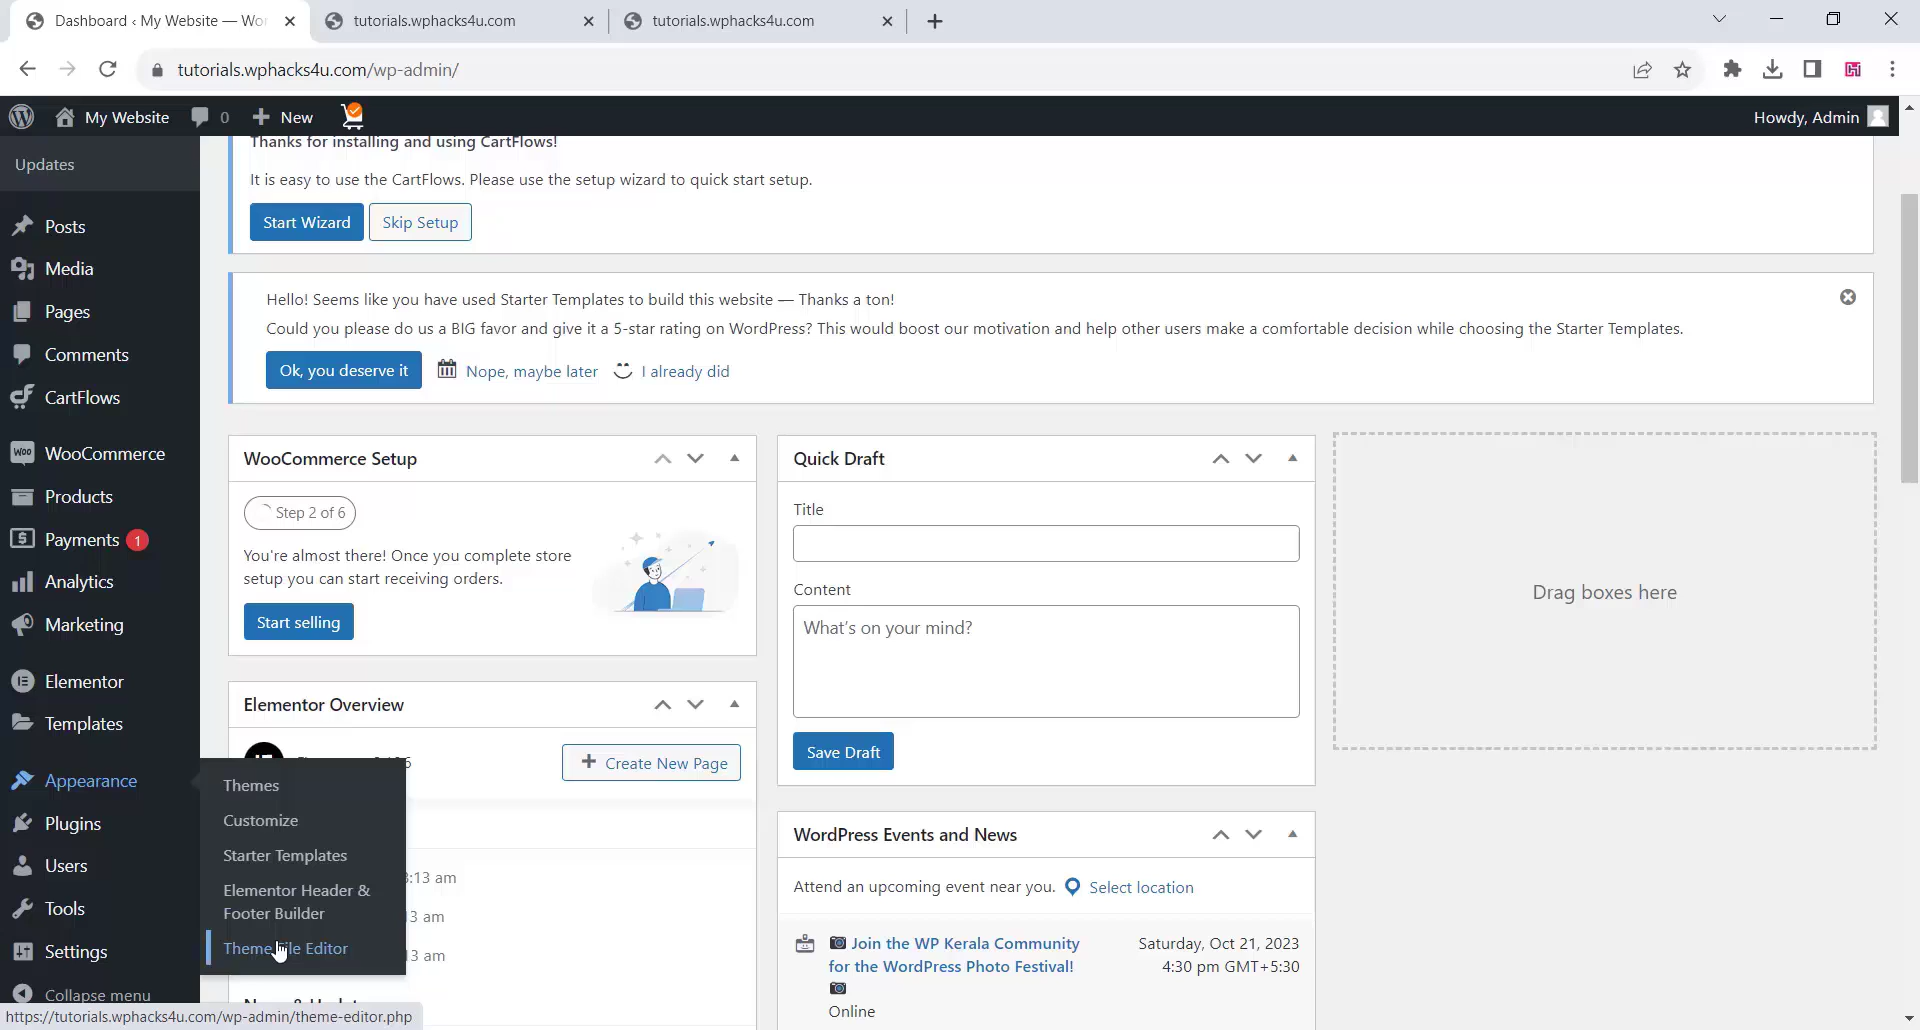 Dashboard ‹ My Website — Wo
tutorials.wphacks4u.com
tutorials.wphacks4u.com
tutorials.wphacks4u.com/wp-admin/
My Website
0
New
Howdy, Admin
Updates
Posts
Media
Pages
Comments
CartFlows
WooCommerce
Products
Payments 1
Analytics
Marketing
Elementor
Templates
Appearance
Plugins
Users
Tools
Settings
Collapse menu
Themes
Customize
Starter Templates
Elementor Header &
Footer Builder
Theme File Editor
Thanks for installing and using CartFlows!
It is easy to use the CartFlows. Please use the setup wizard to quick start setup.
Start Wizard
Skip Setup
Hello! Seems like you have used Starter Templates to build this website — Thanks a ton!
Could you please do us a BIG favor and give it a 5-star rating on WordPress? This would boost our motivation and help other users make a comfortable decision while choosing the Starter Templates.
Ok, you deserve it
Nope, maybe later
I already did
WooCommerce Setup
Step 2 of 6
You're almost there! Once you complete store
setup you can start receiving orders.
Start selling
Elementor Overview
Create New Page
3:13 am
13 am
13 am
Quick Draft
Title
Content
What's on your mind?
Save Draft
WordPress Events and News
Attend an upcoming event near you.
Select location
Join the WP Kerala Community
for the WordPress Photo Festival!
Online
Saturday, Oct 21, 2023
4:30 pm GMT+5:30
Drag boxes here
https://tutorials.wphacks4u.com/wp-admin/theme-editor.php